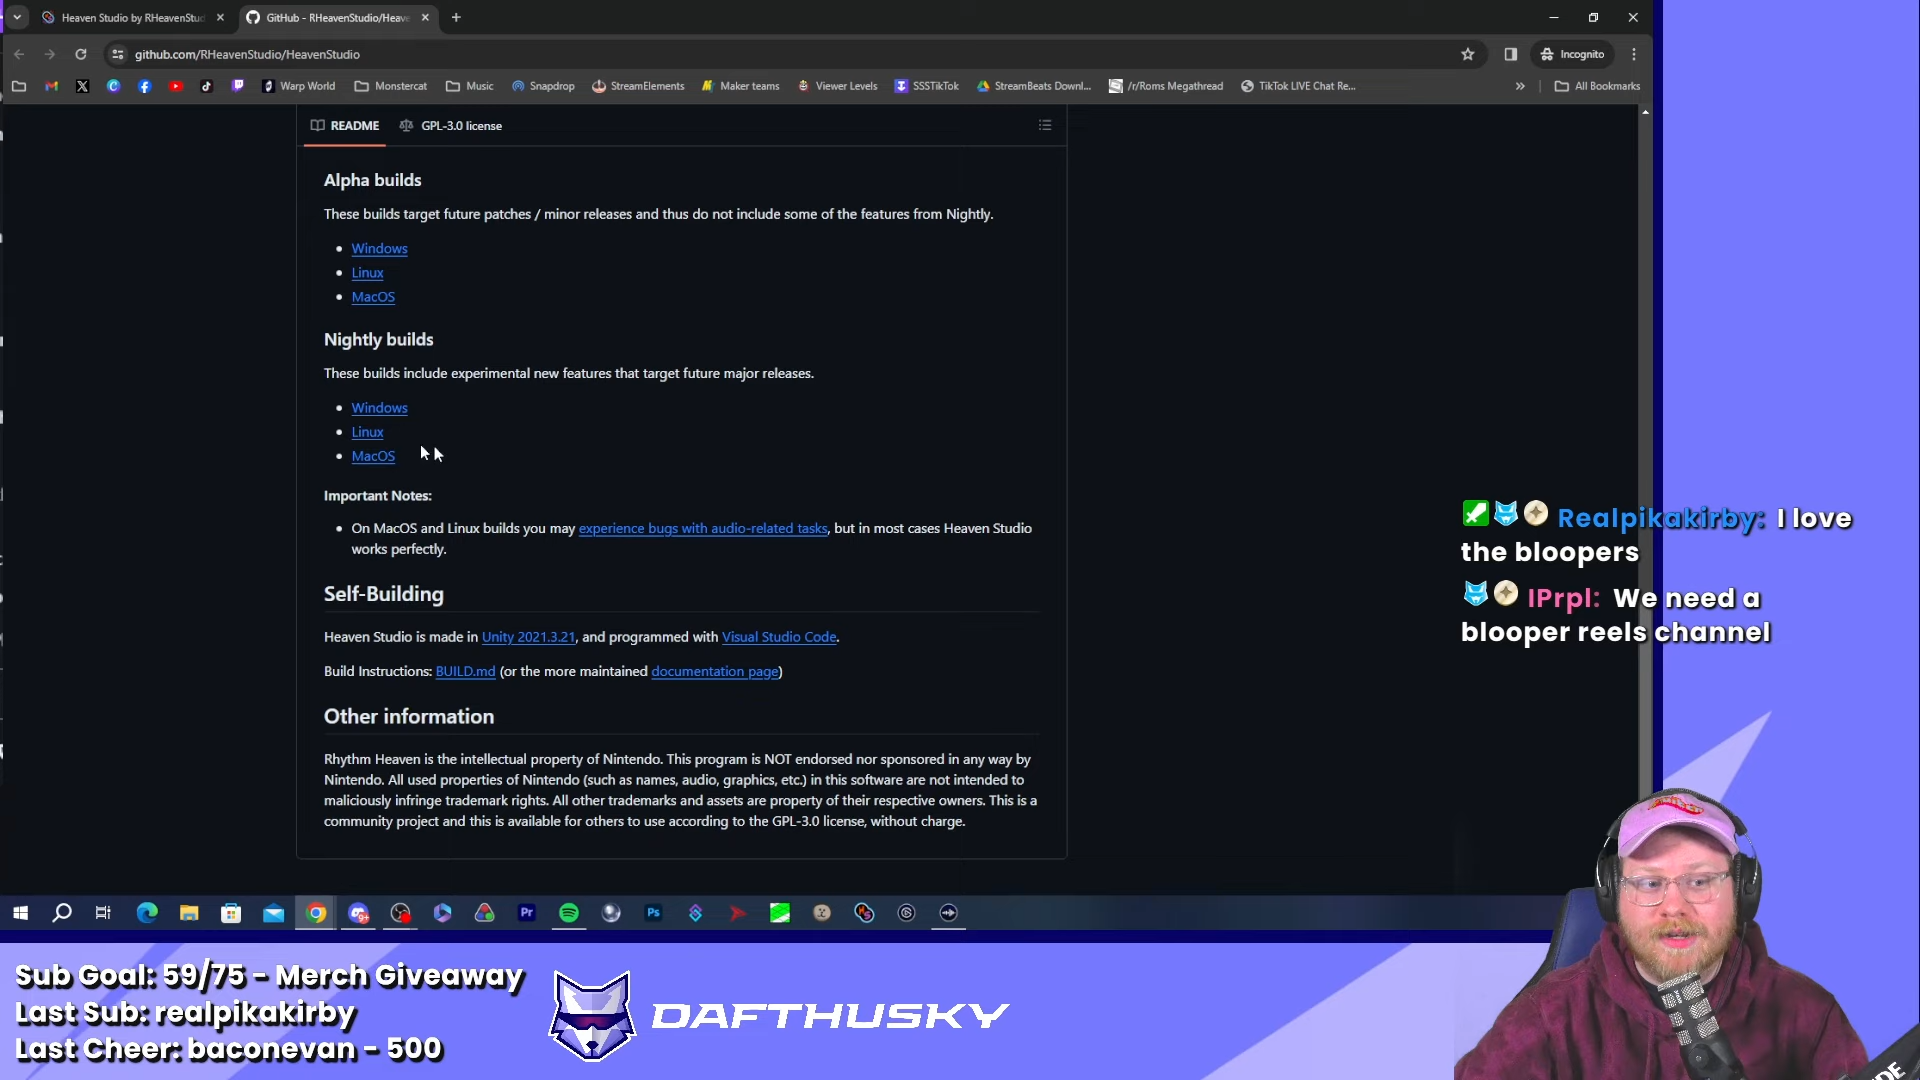 Heaven Studio by RHeavenStud
GitHub - RHeavenStudio/Heave
github.com/RHeavenStudio/HeavenStudio
Incognito
Warp World
Monstercat
Music
Snapdrop
StreamElements
Maker teams
Viewer Levels
SSSTikTok
StreamBeats Downl...
/r/Roms Megathread
TikTok LIVE Chat Re...
All Bookmarks
README
GPL-3.0 license
Alpha builds
These builds target future patches / minor releases and thus do not include some of the features from Nightly.
Windows
Linux
MacOS
Nightly builds
These builds include experimental new features that target future major releases.
Windows
Linux
MacOS
Important Notes:
On MacOS and Linux builds you may experience bugs with audio-related tasks, but in most cases Heaven Studio
works perfectly.
Self-Building
Heaven Studio is made in Unity 2021.3.21, and programmed with Visual Studio Code.
Build Instructions: BUILD.md (or the more maintained documentation page)
Other information
Rhythm Heaven is the intellectual property of Nintendo. This program is NOT endorsed nor sponsored in any way by
Nintendo. All used properties of Nintendo (such as names, audio, graphics, etc.) in this software are not intended to
maliciously infringe trademark rights. All other trademarks and assets are property of their respective owners. This is a
community project and this is available for others to use according to the GPL-3.0 license, without charge.
Realpikakirby: I love
the bloopers
IPrpl: We need a
blooper reels channel
Pr
Ps
Sub Goal: 59/75 - Merch Giveaway
Last Sub: realpikakirby
Last Cheer: baconevan - 500
DAFTHUSKY